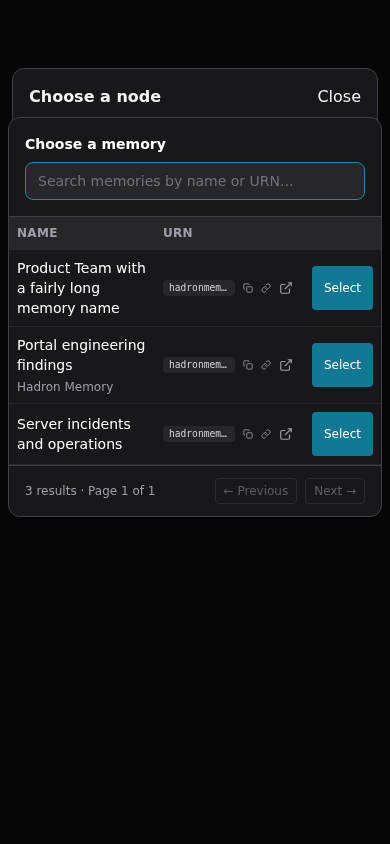 Choose a node
Close
Choose a memory
Search memories by name or URN...
NAME
URN
Product Team with
a fairly long
memory name
hadronmem…
Select
Portal engineering
findings
Hadron Memory
hadronmem…
Select
Server incidents
and operations
hadronmem…
Select
3 results · Page 1 of 1
← Previous
Next →